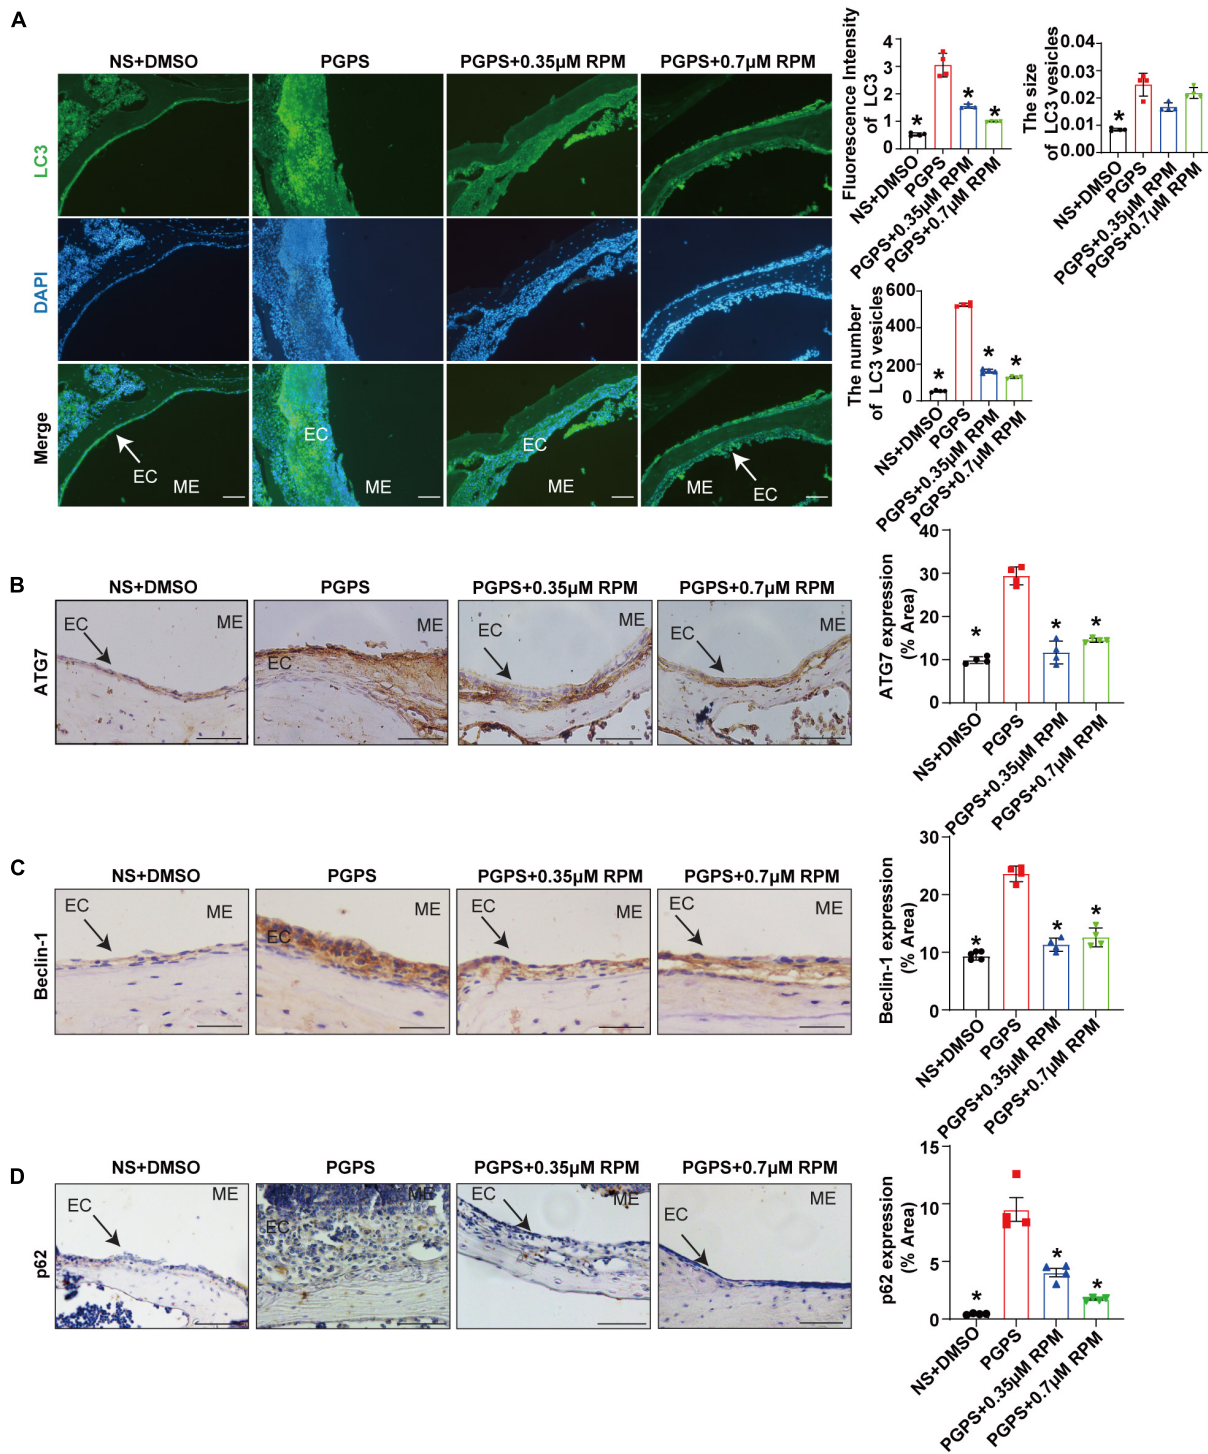 A
NS+DMSO
PGPS
PGPS+0.35μM RPM
PGPS+0.7μM RPM
LC3
DAPI
Merge
EC
ME
EC
ME
EC
ME
ME
EC
Fluorescence Intensity
of LC3
4
3
2
1
0
*
*
*
NS+DMSO
PGPS
PGPS+0.35μM RPM
PGPS+0.7μM RPM
The size
of LC3 vesicles
0.04
0.03
0.02
0.01
0.00
*
NS+DMSO
PGPS
PGPS+0.35μM RPM
PGPS+0.7μM RPM
The number
of LC3 vesicles
600
400
200
0
*
*
*
NS+DMSO
PGPS
PGPS+0.35μM RPM
PGPS+0.7μM RPM
B
NS+DMSO
PGPS
PGPS+0.35μM RPM
PGPS+0.7μM RPM
ATG7
EC
ME
EC
ME
EC
ME
EC
ME
ATG7 expression
(% Area)
40
30
20
10
0
*
*
*
NS+DMSO
PGPS
PGPS+0.35μM RPM
PGPS+0.7μM RPM
C
NS+DMSO
PGPS
PGPS+0.35μM RPM
PGPS+0.7μM RPM
Beclin-1
EC
ME
EC
ME
EC
ME
EC
ME
Beclin-1 expression
(% Area)
30
20
10
0
*
*
*
NS+DMSO
PGPS
PGPS+0.35μM RPM
PGPS+0.7μM RPM
D
NS+DMSO
PGPS
PGPS+0.35μM RPM
PGPS+0.7μM RPM
p62
EC
ME
EC
ME
EC
ME
EC
ME
p62 expression
(% Area)
15
10
5
0
*
*
*
NS+DMSO
PGPS
PGPS+0.35μM RPM
PGPS+0.7μM RPM